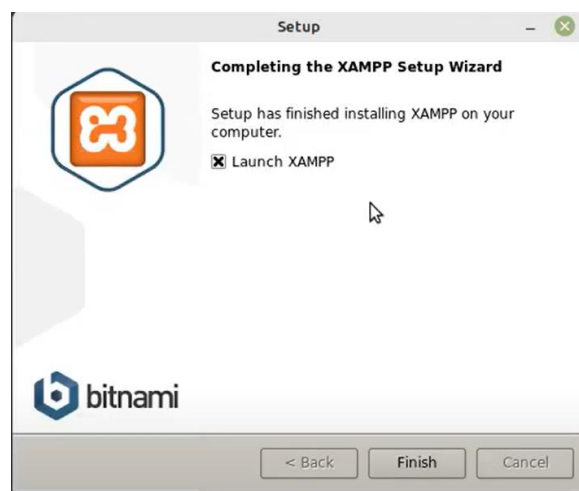 Setup
Completing the XAMPP Setup Wizard
Setup has finished installing XAMPP on your
computer.
Launch XAMPP
bitnami
< Back
Finish
Cancel